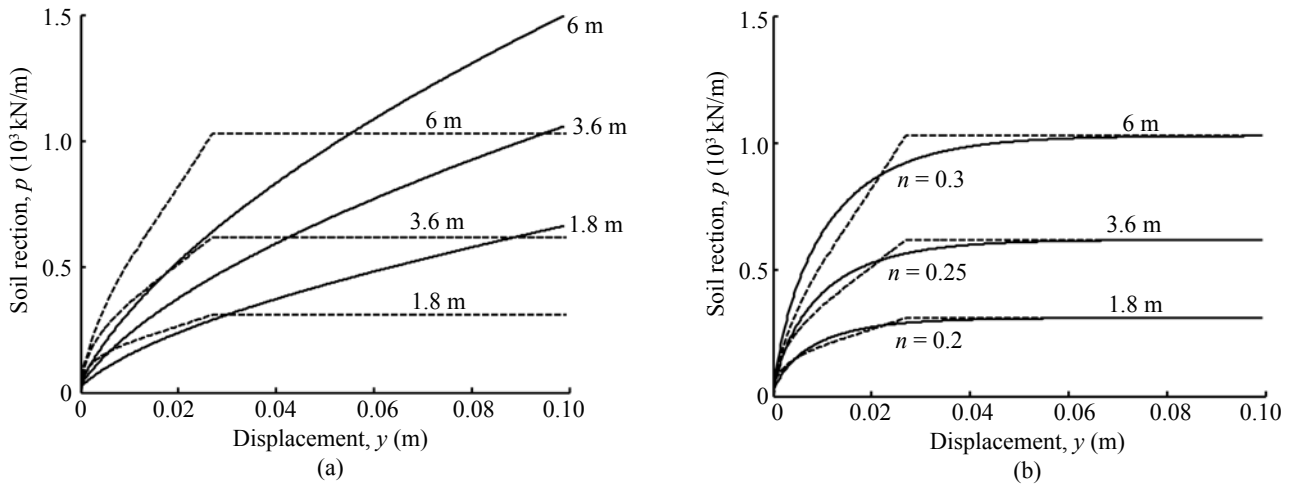 1.5
1.0
0.5
0
Soil rection, p (10³ kN/m)
6 m
6 m
3.6 m
3.6 m
1.8 m
1.8 m
0 0.02 0.04 0.06 0.08 0.10
Displacement, y (m)
(a)
1.5
1.0
0.5
0
Soil rection, p (10³ kN/m)
6 m
n = 0.3
3.6 m
n = 0.25
1.8 m
n = 0.2
0 0.02 0.04 0.06 0.08 0.10
Displacement, y (m)
(b)